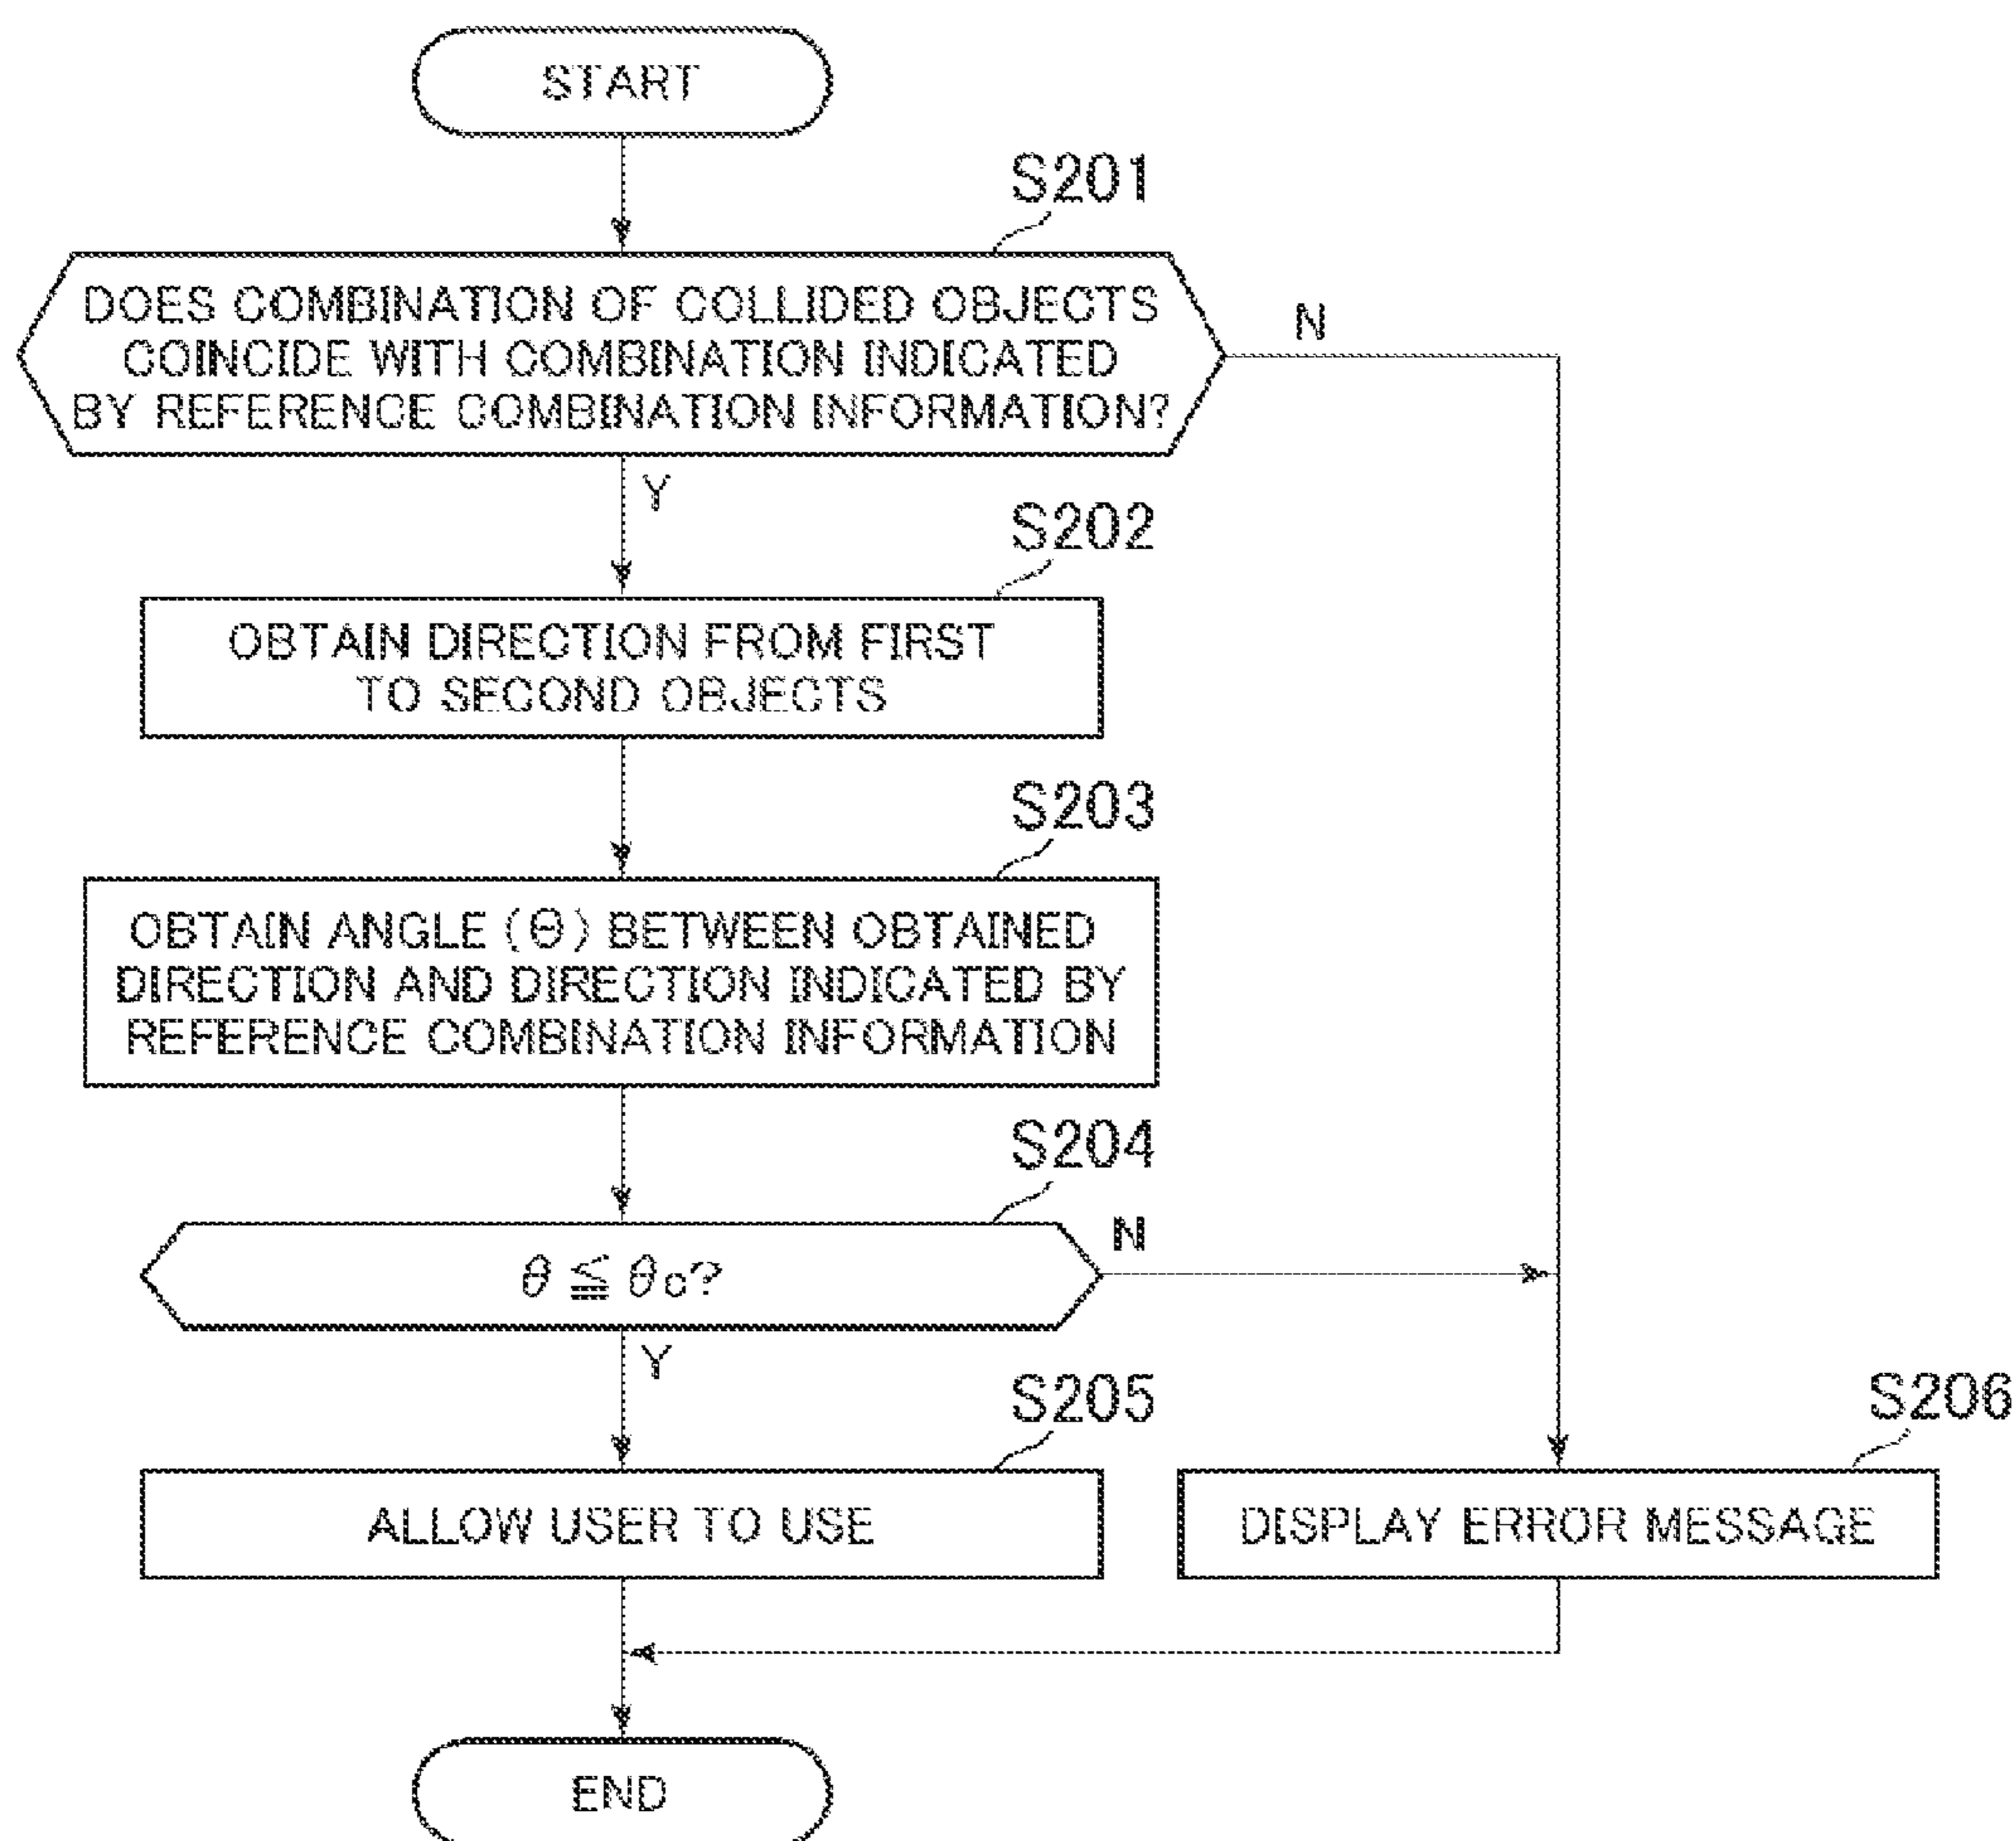 START
S201
DOES COMBINATION OF COLLIDED OBJECTS
COINCIDE WITH COMBINATION INDICATED
BY REFERENCE COMBINATION INFORMATION?
N
Y
S202
OBTAIN DIRECTION FROM FIRST
TO SECOND OBJECTS
S203
OBTAIN ANGLE (Θ) BETWEEN OBTAINED
DIRECTION AND DIRECTION INDICATED BY
REFERENCE COMBINATION INFORMATION
S204
θ ≦ θc?
N
Y
S205
ALLOW USER TO USE
S206
DISPLAY ERROR MESSAGE
END